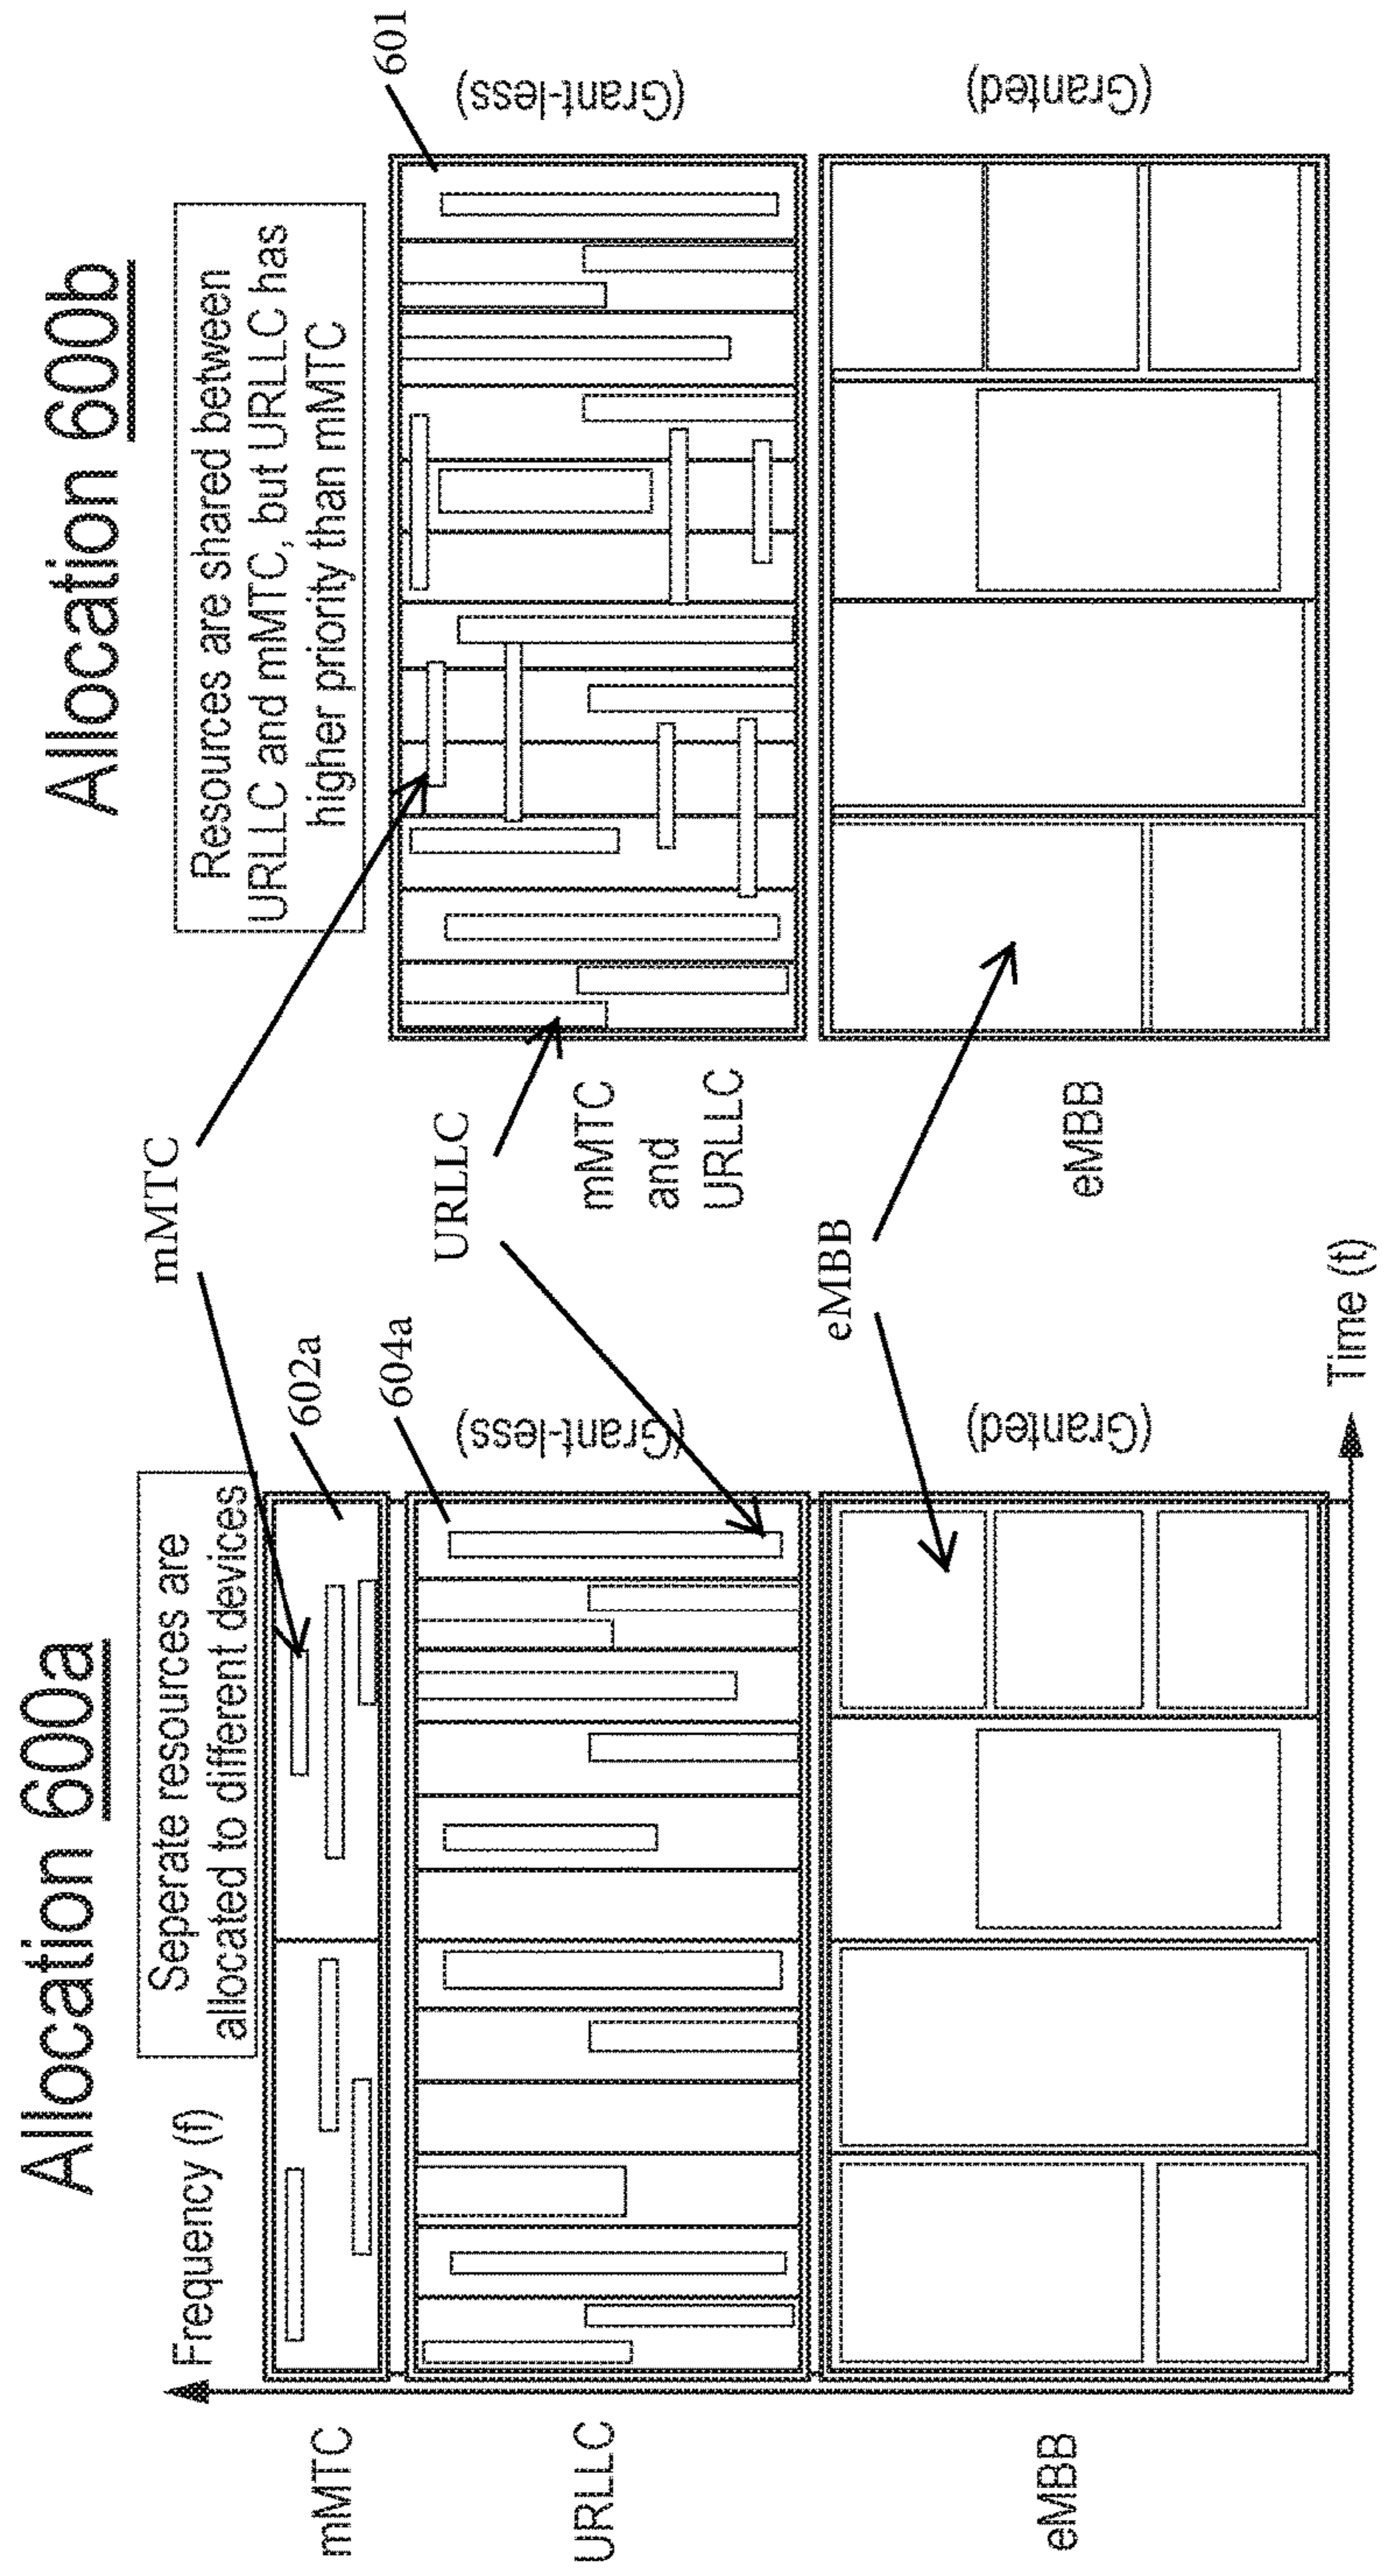 Allocation 600a
Seperate resources are
allocated to different devices
Frequency (f)
mMTC
602a
604a
URLLC
(Grant-less)
eMBB
(Granted)
Time (t)
mMTC
URLLC
eMBB
Allocation 600b
Resources are shared between
URLLC and mMTC, but URLLC has
higher priority than mMTC
601
mMTC
and
URLLC
(Grant-less)
eMBB
(Granted)